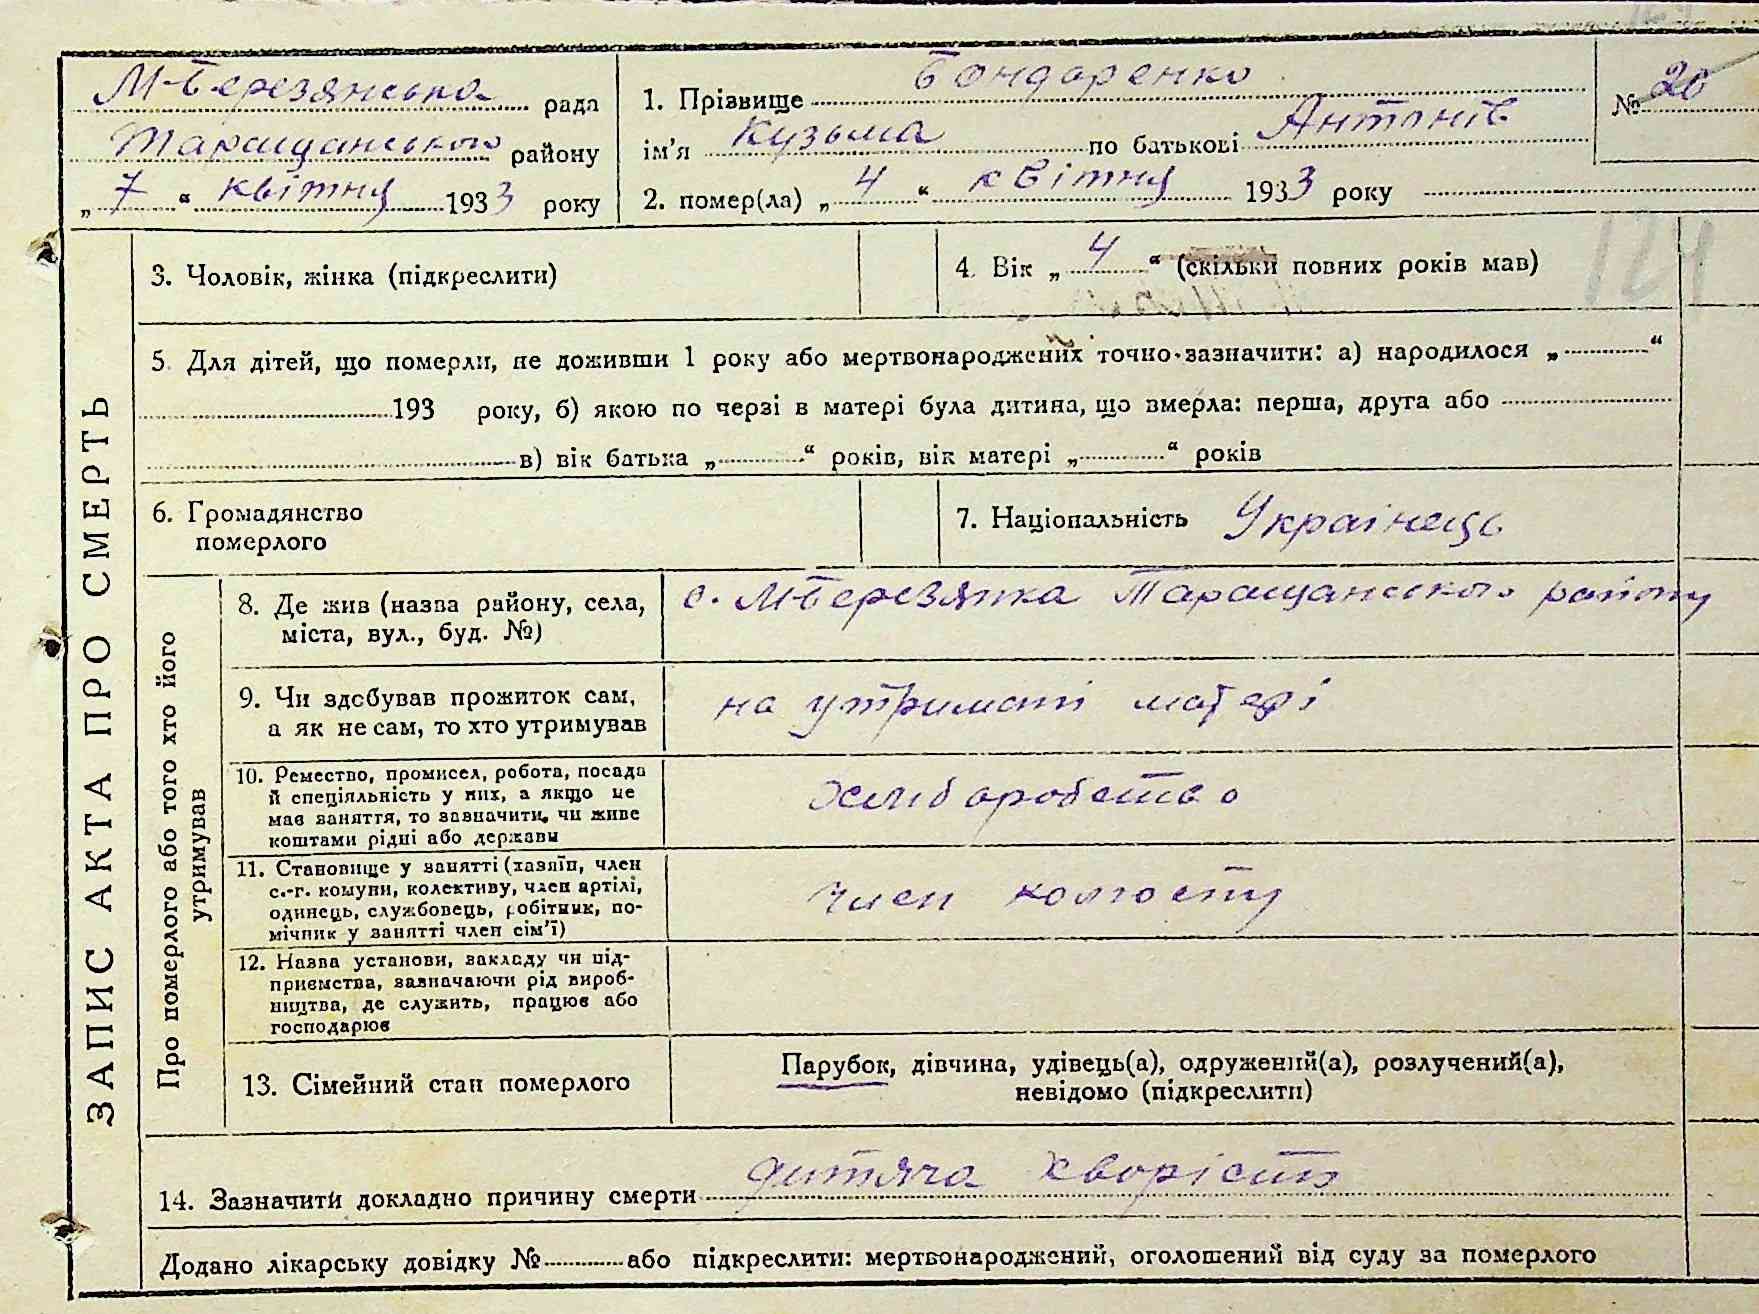 М-Березянська рада
Таращанського району
„ 7 “ квітня 1933 року
1. Прізвище Бондаренко
ім'я Кузьма по батькові Антонів
2. помер(ла) „ 4 “ квітня 1933 року
№ 20
124
3. Чоловік, жінка (підкреслити)
4. Вік „ 4 “ (скільки повних років мав)
5. Для дітей, що померли, не доживши 1 року або мертвонароджених точно зазначити: а) народилося „ “
193 року, б) якою по черзі в матері була дитина, що вмерла: перша, друга або
в) вік батька „ “ років, вік матері „ “ років
6. Громадянство
померлого
7. Національність Українець
ЗАПИС АКТА ПРО СМЕРТЬ
Про померлого або того хто його
утримував
8. Де жив (назва району, села,
міста, вул., буд. №)
с. М-Березянка Таращанського району
9. Чи здобував прожиток сам,
а як не сам, то хто утримував
на утримані матері
10. Ремество, промисел, робота, посада
й спеціяльність у них, а якщо не
має заняття, то зазначити, чи живе
коштами рідні або держави
хліборобство
11. Становище у занятті (хазяїн, член
с.-г. комуни, колективу, член артілі,
одинець, службовець, робітник, по-
мічник у занятті член сім'ї)
член колгоспу
12. Назва установи, закладу чи під-
приємства, зазначаючи рід вироб-
ництва, де служить, працює або
господарює
13. Сімейний стан померлого
Парубок, дівчина, удівець(а), одружений(а), розлучений(а),
невідомо (підкреслити)
14. Зазначити докладно причину смерти дитяча хворість
Додано лікарську довідку № або підкреслити: мертвонароджений, оголошений від суду за померлого